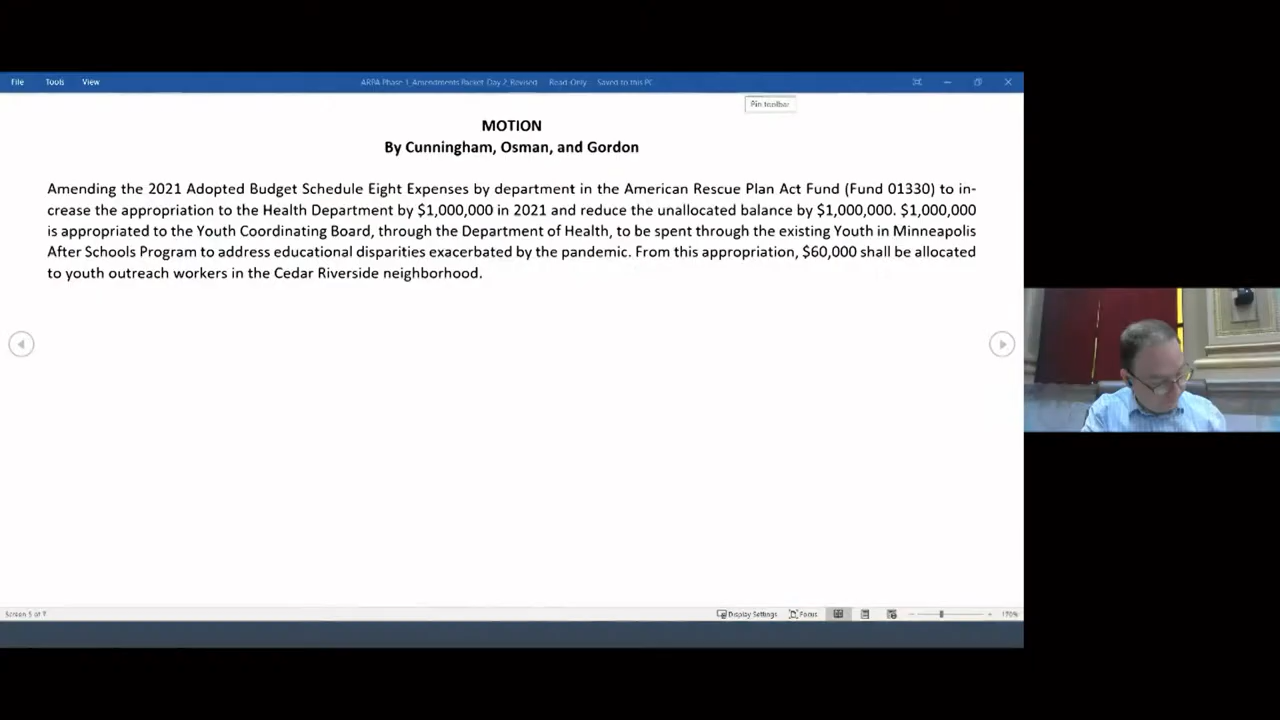 File Tools View ARPA Phase 1 Amendments Packet Day 2 Revised Read-Only Saved to this PC
Pin toolbar
MOTION
By Cunningham, Osman, and Gordon
Amending the 2021 Adopted Budget Schedule Eight Expenses by department in the American Rescue Plan Act Fund (Fund 01330) to in-
crease the appropriation to the Health Department by $1,000,000 in 2021 and reduce the unallocated balance by $1,000,000. $1,000,000
is appropriated to the Youth Coordinating Board, through the Department of Health, to be spent through the existing Youth in Minneapolis
After Schools Program to address educational disparities exacerbated by the pandemic. From this appropriation, $60,000 shall be allocated
to youth outreach workers in the Cedar Riverside neighborhood.
Screen 5 of 7 Display Settings Focus 170%